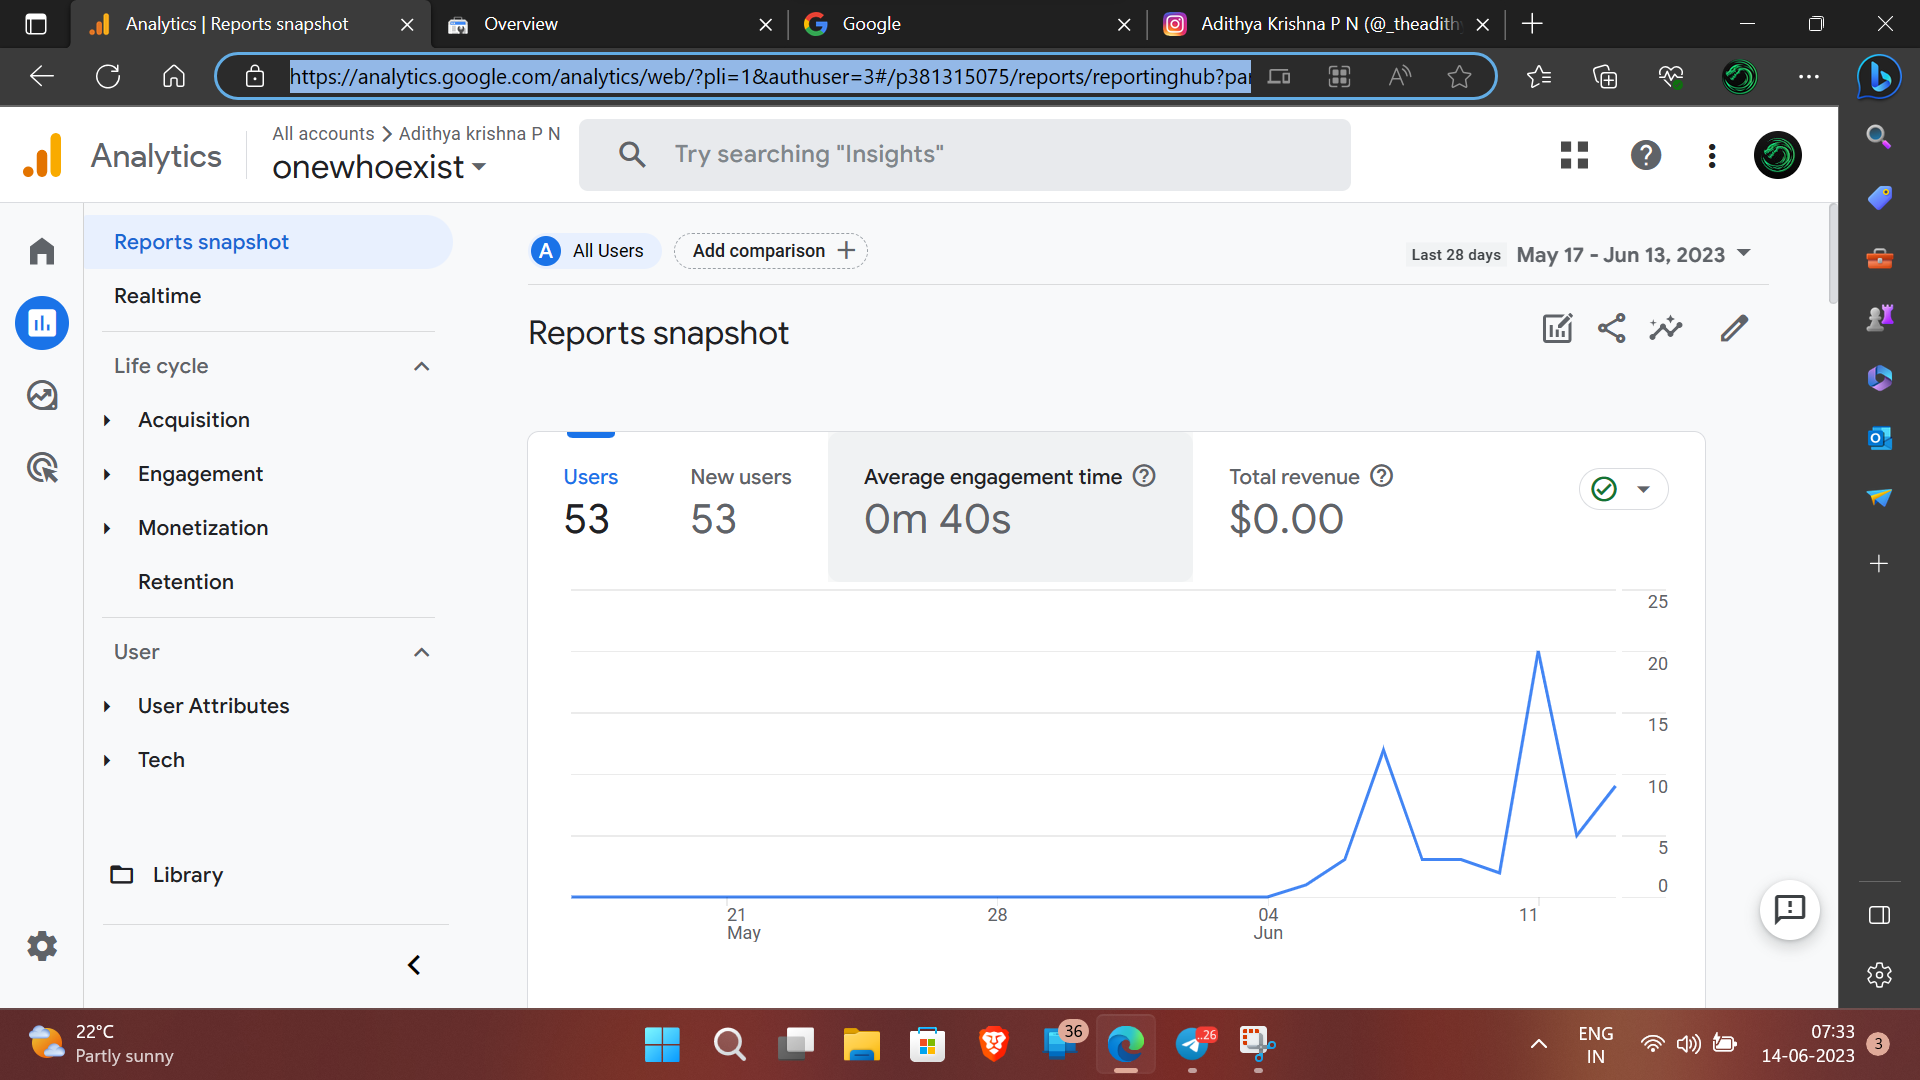 Analytics | Reports snapshot
Overview
Google
Adithya Krishna P N (@_theadith
https://analytics.google.com/analytics/web/?pli=1&authuser=3#/p381315075/reports/reportinghub?par
Analytics
All accounts > Adithya krishna P N
onewhoexist
Try searching "Insights"
Reports snapshot
Realtime
Life cycle
Acquisition
Engagement
Monetization
Retention
User
User Attributes
Tech
Library
A All Users
Add comparison +
Last 28 days May 17 - Jun 13, 2023
Reports snapshot
Users
53
New users
53
Average engagement time
0m 40s
Total revenue
$0.00
25
20
15
10
5
0
21
May
28
04
Jun
11
22°C
Partly sunny
36
..26
ENG
IN
07:33
14-06-2023
3